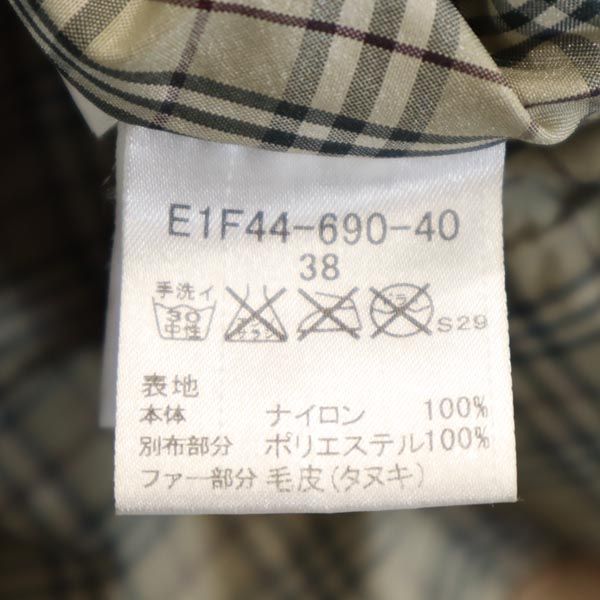 E1F44-690-40
38
手洗イ
30
中性
S29
表地
本体 ナイロン 100%
別布部分 ポリエステル100%
ファー部分 毛皮(タヌキ)